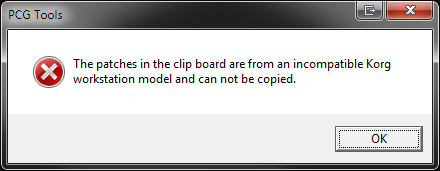 PCG Tools
The patches in the clip board are from an incompatible Korg
workstation model and can not be copied.
OK